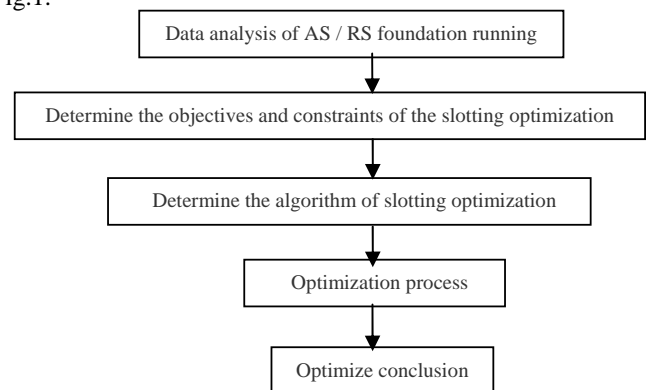 ig.1.
Data analysis of AS / RS foundation running
Determine the objectives and constraints of the slotting optimization
Determine the algorithm of slotting optimization
Optimization process
Optimize conclusion